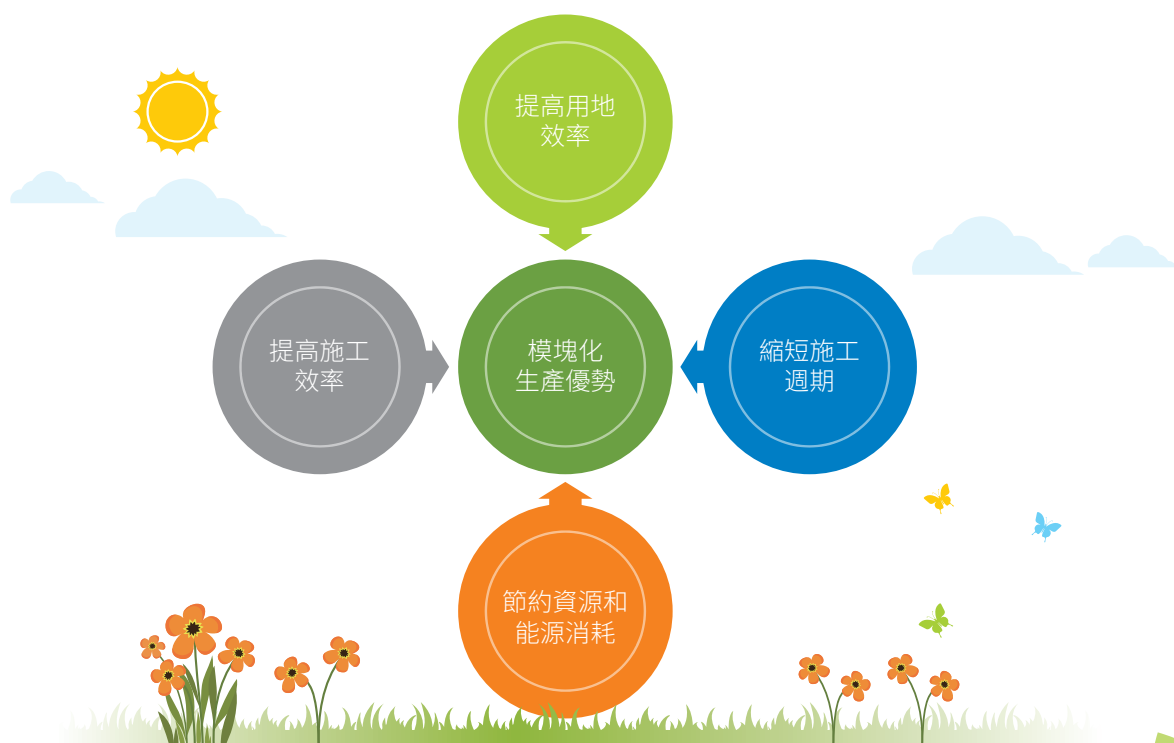 提高用地
效率
提高施工
效率
模塊化
生產優勢
縮短施工
週期
節約資源和
能源消耗